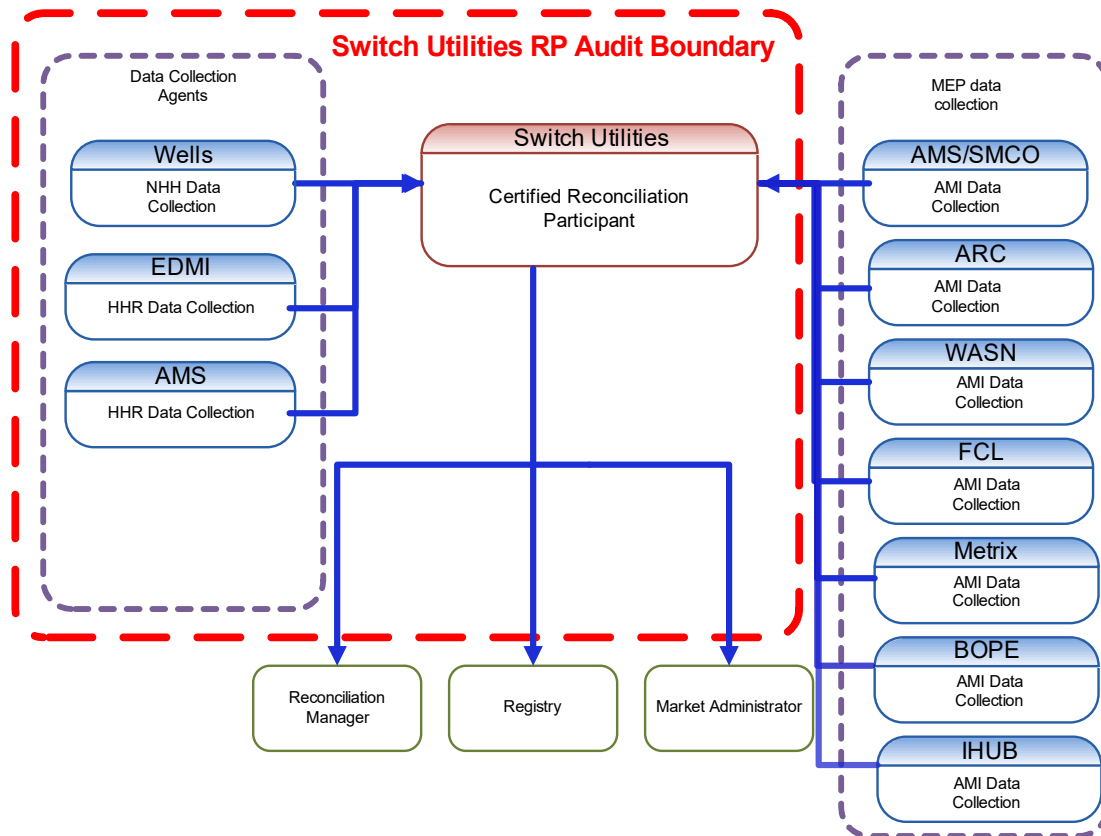 Switch Utilities RP Audit Boundary
Data Collection
Agents
Wells
NHH Data
Collection
EDMI
HHR Data Collection
AMS
HHR Data Collection
Switch Utilities
Certified Reconciliation
Participant
MEP data
collection
AMS/SMCO
AMI Data
Collection
ARC
AMI Data
Collection
WASN
AMI Data
Collection
FCL
AMI Data
Collection
Metrix
AMI Data
Collection
BOPE
AMI Data
Collection
IHUB
AMI Data
Collection
Reconciliation
Manager
Registry
Market Administrator